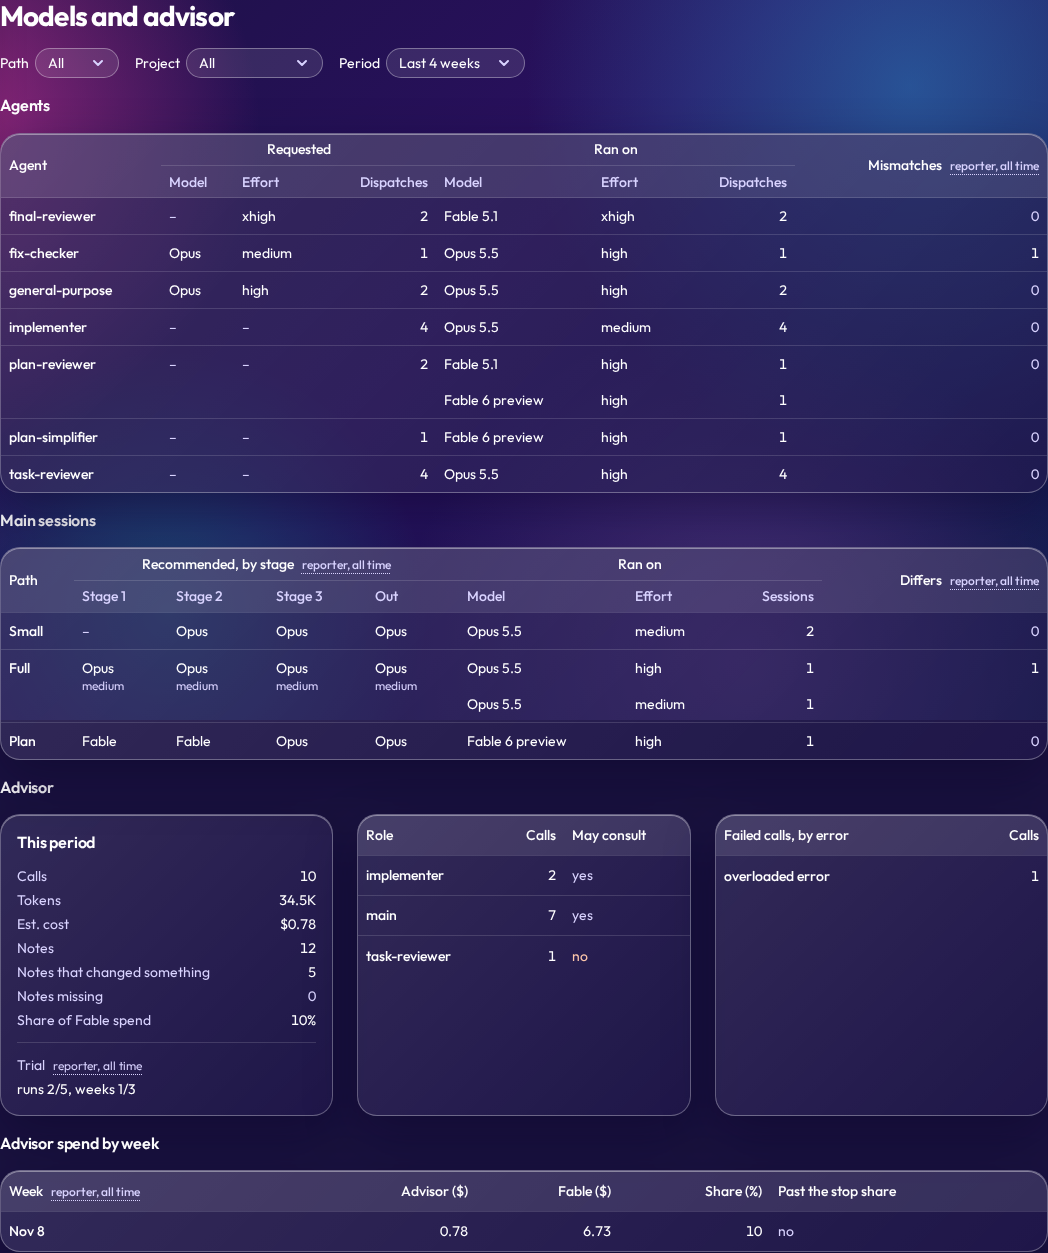 Models and advisor
Path All Project All Period Last 4 weeks
Agents
Agent Requested Ran on Mismatches reporter, all time
Model Effort Dispatches Model Effort Dispatches
final-reviewer – xhigh 2 Fable 5.1 xhigh 2 0
fix-checker Opus medium 1 Opus 5.5 high 1 1
general-purpose Opus high 2 Opus 5.5 high 2 0
implementer – – 4 Opus 5.5 medium 4 0
plan-reviewer – – 2 Fable 5.1 high 1 0
Fable 6 preview high 1
plan-simplifier – – 1 Fable 6 preview high 1 0
task-reviewer – – 4 Opus 5.5 high 4 0
Main sessions
Path Recommended, by stage reporter, all time Ran on Differs reporter, all time
Stage 1 Stage 2 Stage 3 Out Model Effort Sessions
Small – Opus Opus Opus Opus 5.5 medium 2 0
Full Opus Opus Opus Opus Opus 5.5 high 1 1
medium medium medium medium
Opus 5.5 medium 1
Plan Fable Fable Opus Opus Fable 6 preview high 1 0
Advisor
This period
Calls 10
Tokens 34.5K
Est. cost $0.78
Notes 12
Notes that changed something 5
Notes missing 0
Share of Fable spend 10%
Trial reporter, all time
runs 2/5, weeks 1/3
Role Calls May consult
implementer 2 yes
main 7 yes
task-reviewer 1 no
Failed calls, by error Calls
overloaded error 1
Advisor spend by week
Week reporter, all time Advisor ($) Fable ($) Share (%) Past the stop share
Nov 8 0.78 6.73 10 no